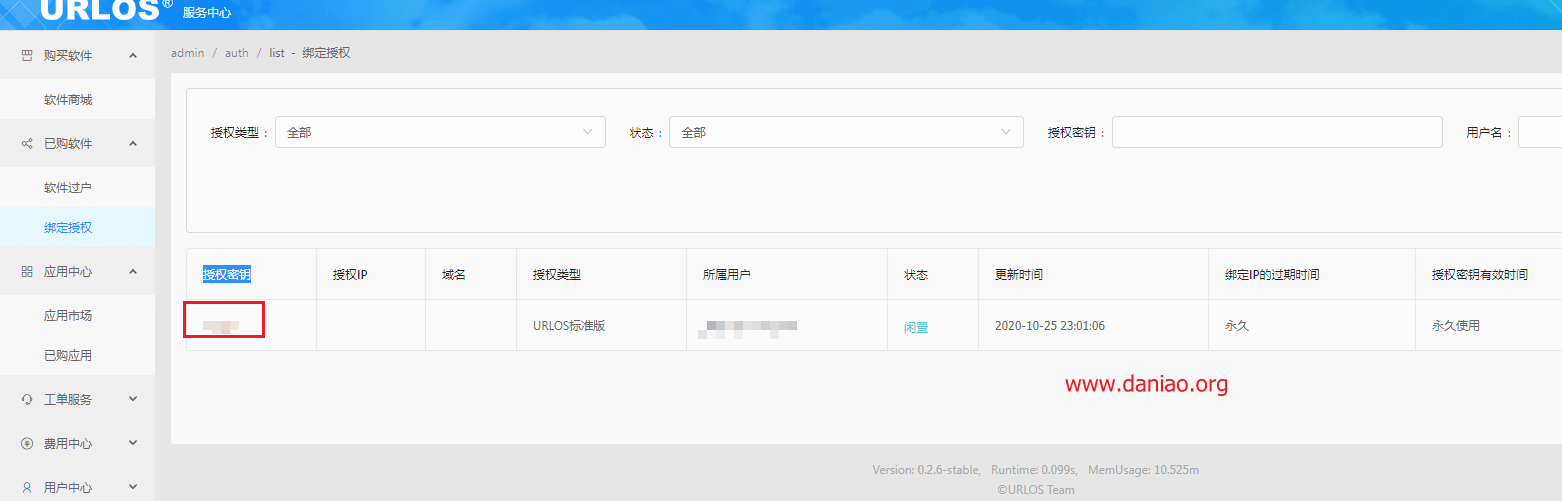 URLOS® 服务中心
购买软件
软件商城
已购软件
软件过户
绑定授权
应用中心
应用市场
已购应用
工单服务
费用中心
用户中心
admin / auth / list - 绑定授权
授权类型 : 全部 状态 : 全部 授权密钥 : 用户名 :
授权密钥 授权IP 域名 授权类型 所属用户 状态 更新时间 绑定IP的过期时间 授权密钥有效时间
URLOS标准版 闲置 2020-10-25 23:01:06 永久 永久使用
www.daniao.org
Version: 0.2.6-stable, Runtime: 0.099s, MemUsage: 10.525m
©URLOS Team